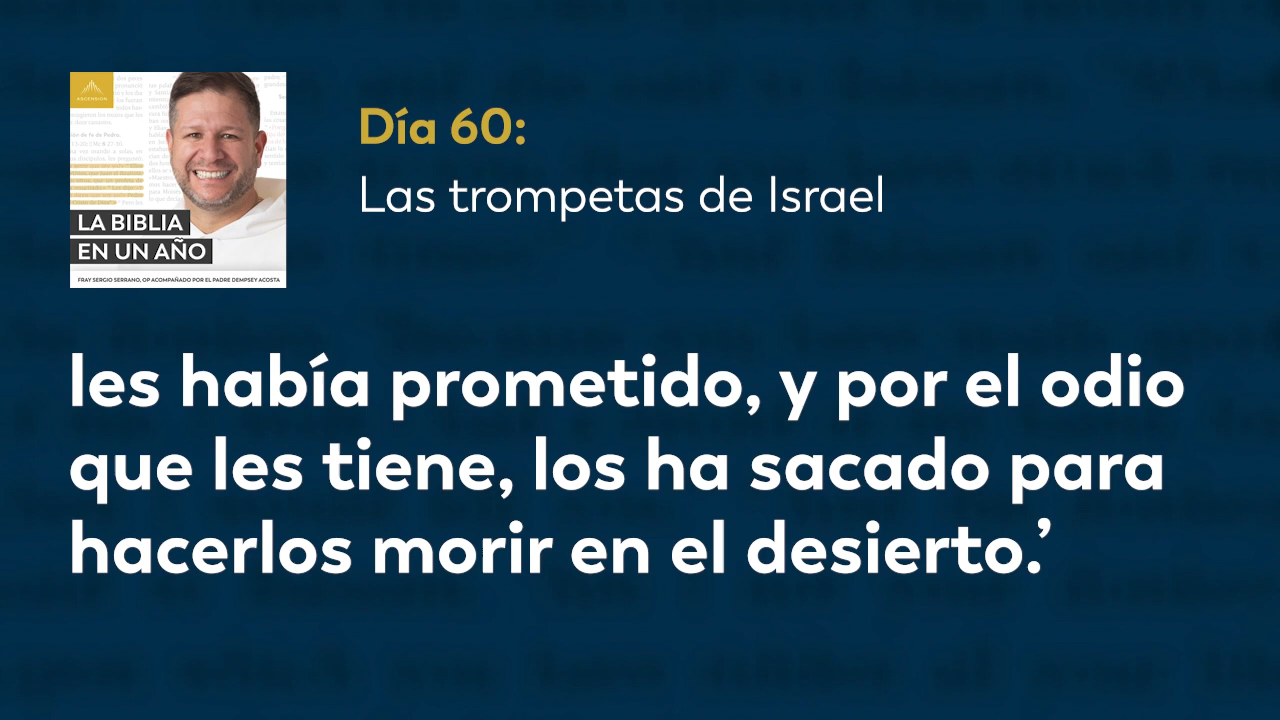 ASCENSION
LA BIBLIA
EN UN AÑO
FRAY SERGIO SERRANO, OP ACOMPAÑADO POR EL PADRE DEMPSEY ACOSTA
Día 60:
Las trompetas de Israel
les había prometido, y por el odio
que les tiene, los ha sacado para
hacerlos morir en el desierto.’